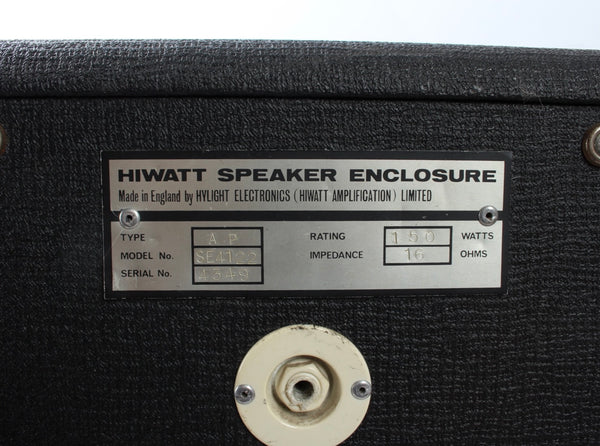 HIWATT SPEAKER ENCLOSURE
Made in England by HYLIGHT ELECTRONICS (HIWATT AMPLIFICATION) LIMITED
TYPE A.P RATING 150 WATTS
MODEL No. IMPEDANCE 16 OHMS
SERIAL No. 4349